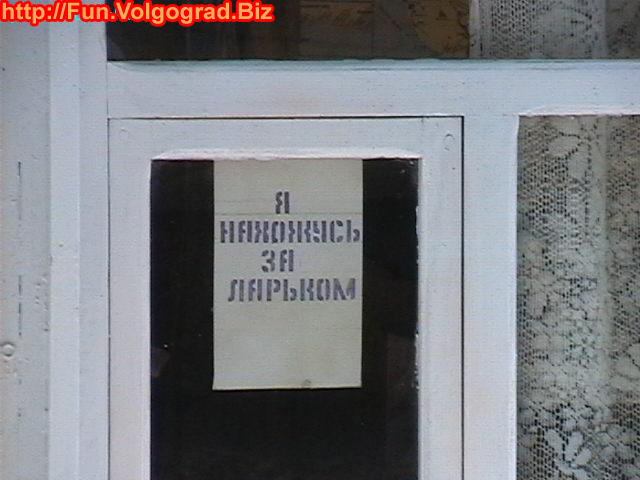 http://Fun.Volgograd.Biz
Я
НАХОЖУСЬ
ЗА
ЛАРЬКОМ